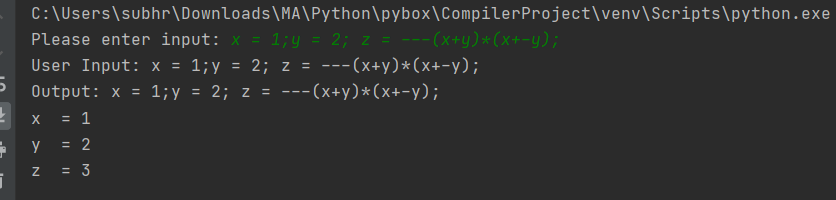 C:\Users\subhr\Downloads\MA\Python\pybox\CompilerProject\venv\Scripts\python.exe
Please enter input: x = 1;y = 2; z = ---(x+y)*(x+-y);
User Input: x = 1;y = 2; z = ---(x+y)*(x+-y);
Output: x = 1;y = 2; z = ---(x+y)*(x+-y);
x  = 1
y  = 2
z  = 3